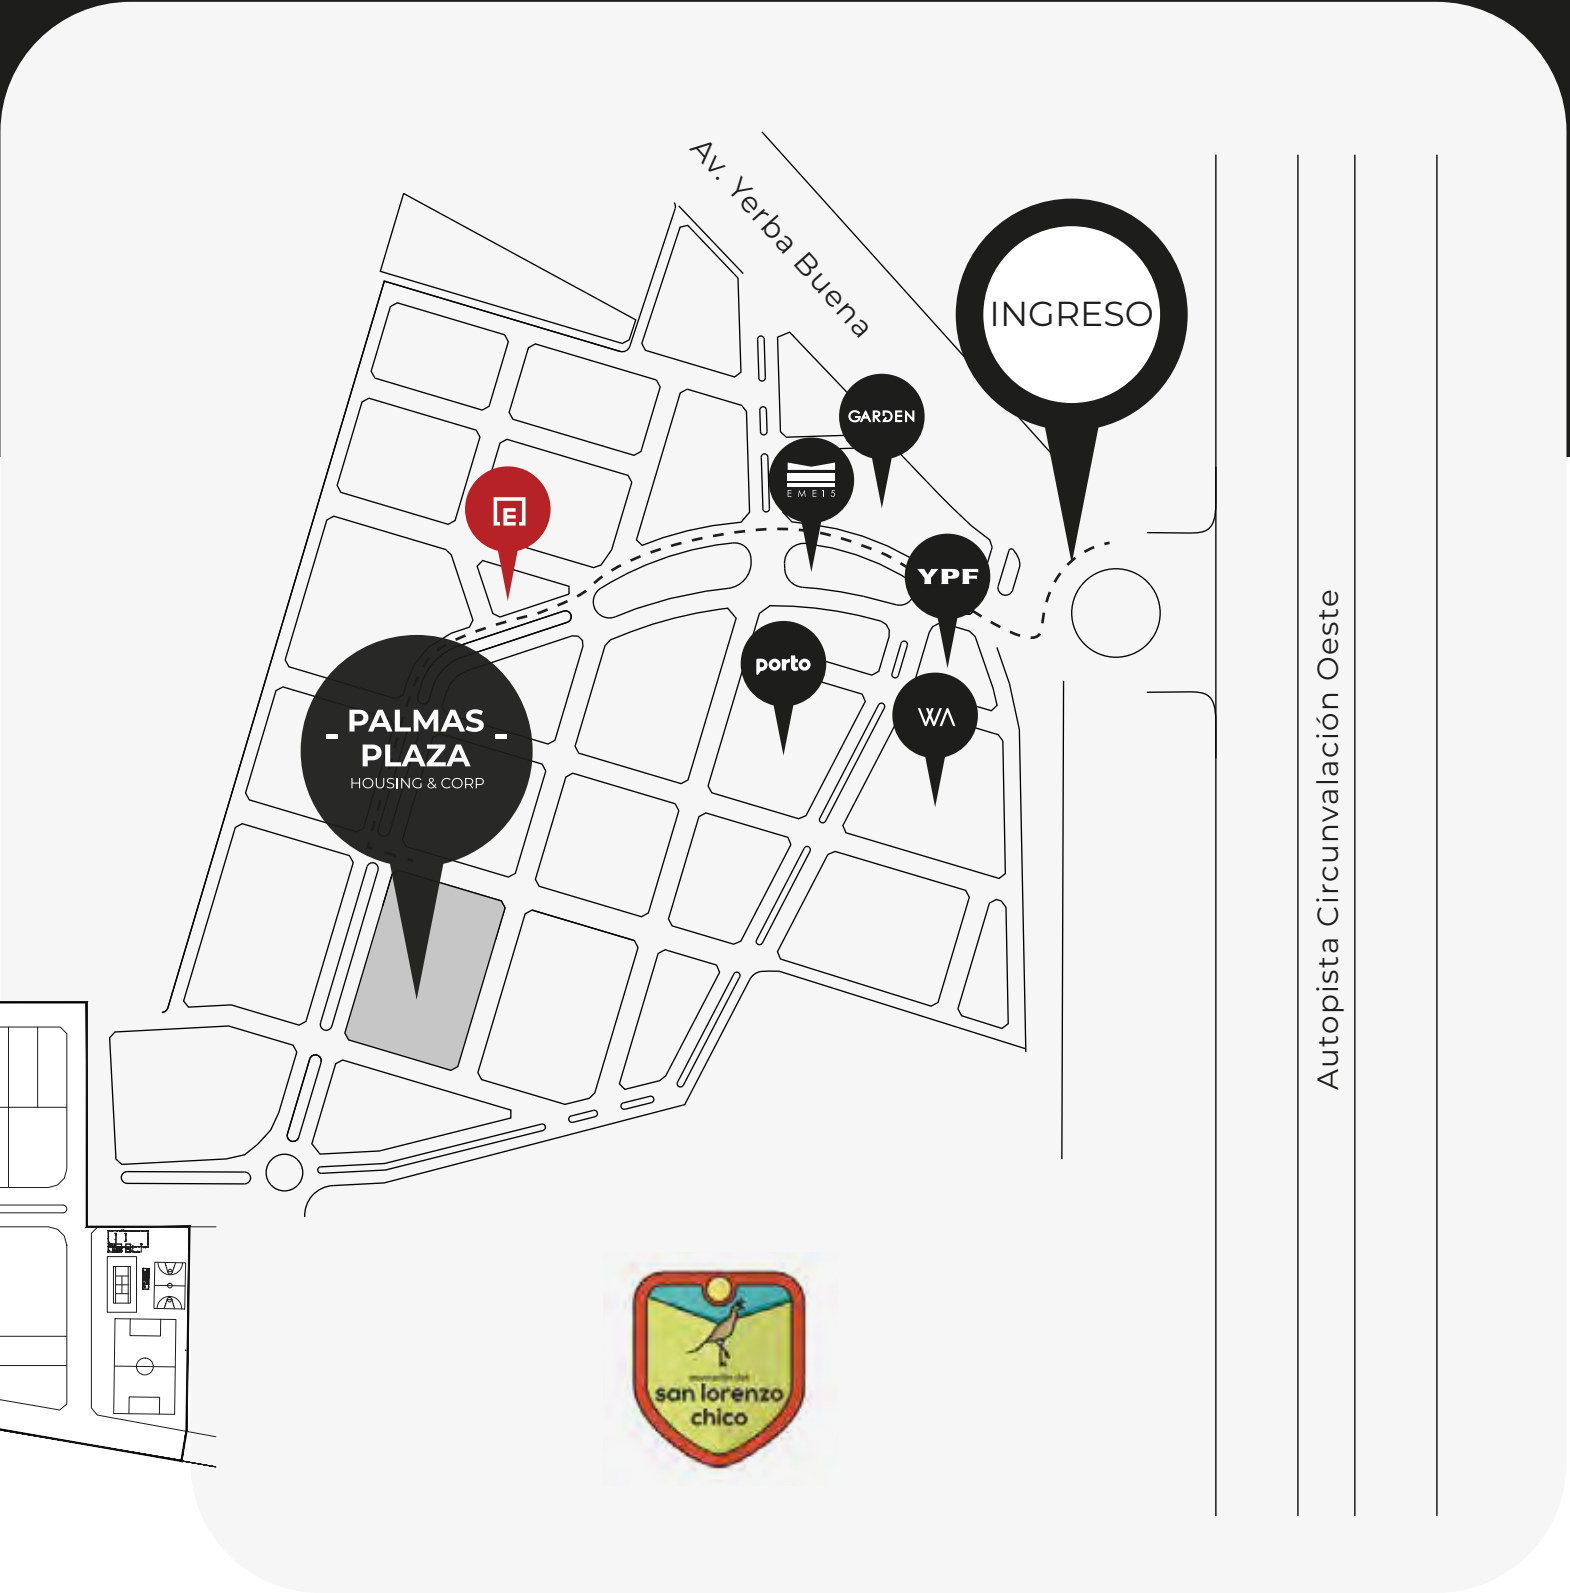 Av. Yerba Buena
INGRESO
GARDEN
EME15
[E]
YPF
porto
WA
- PALMAS -
PLAZA
HOUSING & CORP
Autopista Circunvalación Oeste
san lorenzo
chico